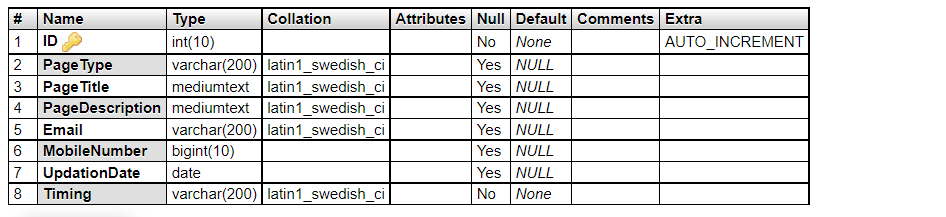 # Name Type Collation Attributes Null Default Comments Extra
1 ID int(10) No None AUTO_INCREMENT
2 PageType varchar(200) latin1_swedish_ci Yes NULL
3 PageTitle mediumtext latin1_swedish_ci Yes NULL
4 PageDescription mediumtext latin1_swedish_ci Yes NULL
5 Email varchar(200) latin1_swedish_ci Yes NULL
6 MobileNumber bigint(10) Yes NULL
7 UpdationDate date Yes NULL
8 Timing varchar(200) latin1_swedish_ci No None